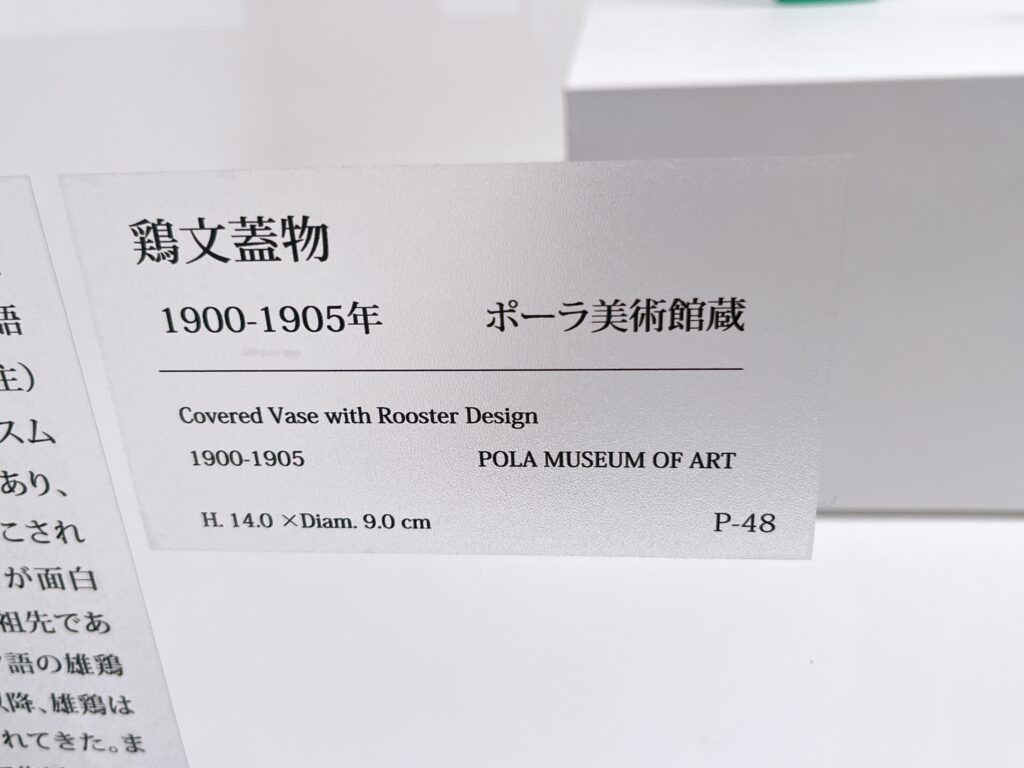 鶏文蓋物
1900-1905年 ポーラ美術館蔵
Covered Vase with Rooster Design
1900-1905 POLA MUSEUM OF ART
H. 14.0 ×Diam. 9.0 cm P-48
語
主)
スム
あり、
こされ
が面白
祖先であ
語の雄鶏
以降、雄鶏は
れてきた。ま